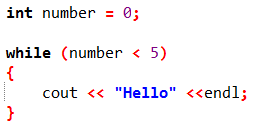 int number = 0;
while (number < 5)
{
cout << "Hello" <<endl;
}